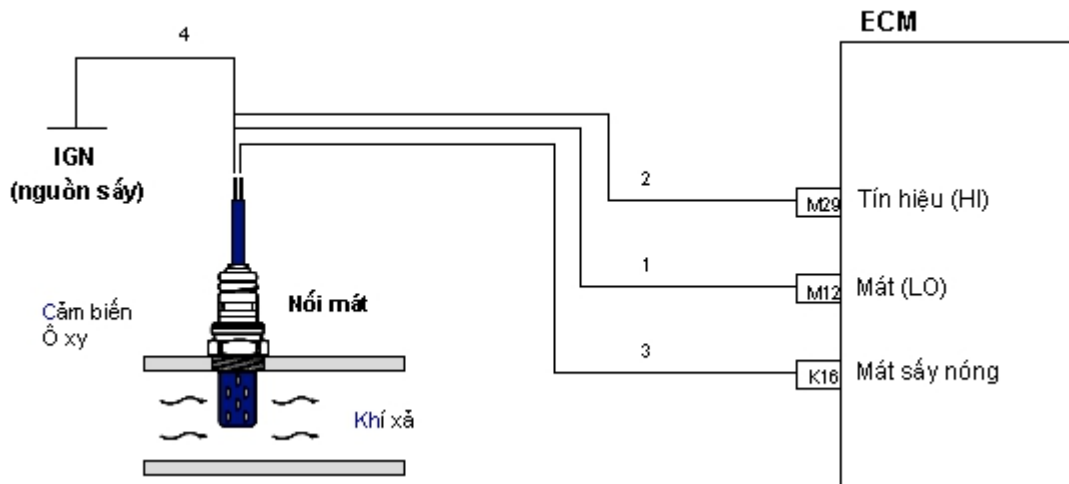 ECM
4
IGN
(nguồn sấy)
2
M29
Tín hiệu (HI)
1
M12
Mát (LO)
Cảm biến
Ô xy
Nối mát
3
K16
Mát sấy nóng
Khí xả